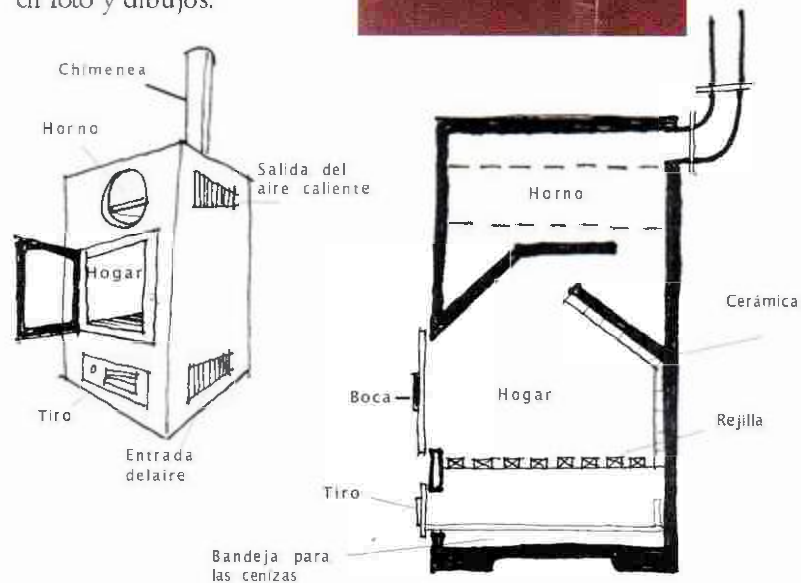 en foto y dibujos.
Chimenea
Horno
Salida del
aire caliente
Hogar
Tiro
Entrada
delaire
Horno
Cerámica
Boca
Hogar
Rejilla
Tiro
Bandeja para
las cenizas